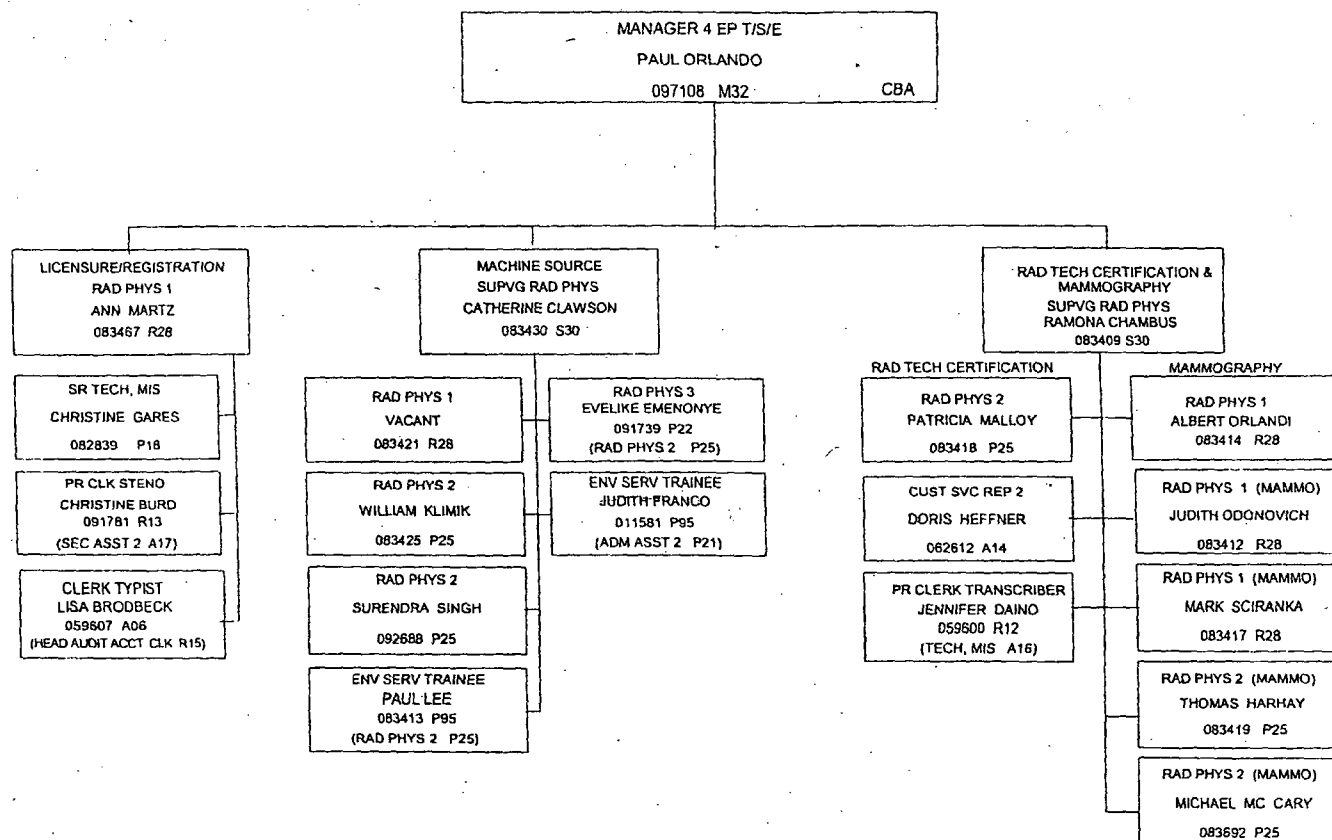 MANAGER 4 EP T/S/E
PAUL ORLANDO
097108 M32 CBA
LICENSURE/REGISTRATION
RAD PHYS 1
ANN MARTZ
083467 R28
SR TECH, MIS
CHRISTINE GARES
082839 P18
PR CLK STENO
CHRISTINE BURD
091781 R13
(SEC ASST 2 A17)
CLERK TYPIST
LISA BRODBECK
059607 A06
(HEAD AUDIT ACCT CLK R15)
MACHINE SOURCE
SUPVG RAD PHYS
CATHERINE CLAWSON
083430 S30
RAD PHYS 1
VACANT
083421 R28
RAD PHYS 2
WILLIAM KLIMIK
083425 P25
RAD PHYS 2
SURENDRA SINGH
092688 P25
ENV SERV TRAINEE
PAUL LEE
083413 P95
(RAD PHYS 2 P25)
RAD PHYS 3
EVELIKE EMENONYE
091739 P22
(RAD PHYS 2 P25)
ENV SERV TRAINEE
JUDITH FRANCO
011581 P95
(ADM ASST 2 P21)
RAD TECH CERTIFICATION &
MAMMOGRAPHY
SUPVG RAD PHYS
RAMONA CHAMBUS
083409 S30
RAD TECH CERTIFICATION
RAD PHYS 2
PATRICIA MALLOY
083418 P25
CUST SVC REP 2
DORIS HEFFNER
062612 A14
PR CLERK TRANSCRIBER
JENNIFER DAINO
059600 R12
(TECH, MIS A16)
MAMMOGRAPHY
RAD PHYS 1
ALBERT ORLANDI
083414 R28
RAD PHYS 1 (MAMMO)
JUDITH ODONOVICH
083412 R28
RAD PHYS 1 (MAMMO)
MARK SCIRANKA
083417 R28
RAD PHYS 2 (MAMMO)
THOMAS HARHAY
083419 P25
RAD PHYS 2 (MAMMO)
MICHAEL MC CARY
083692 P25